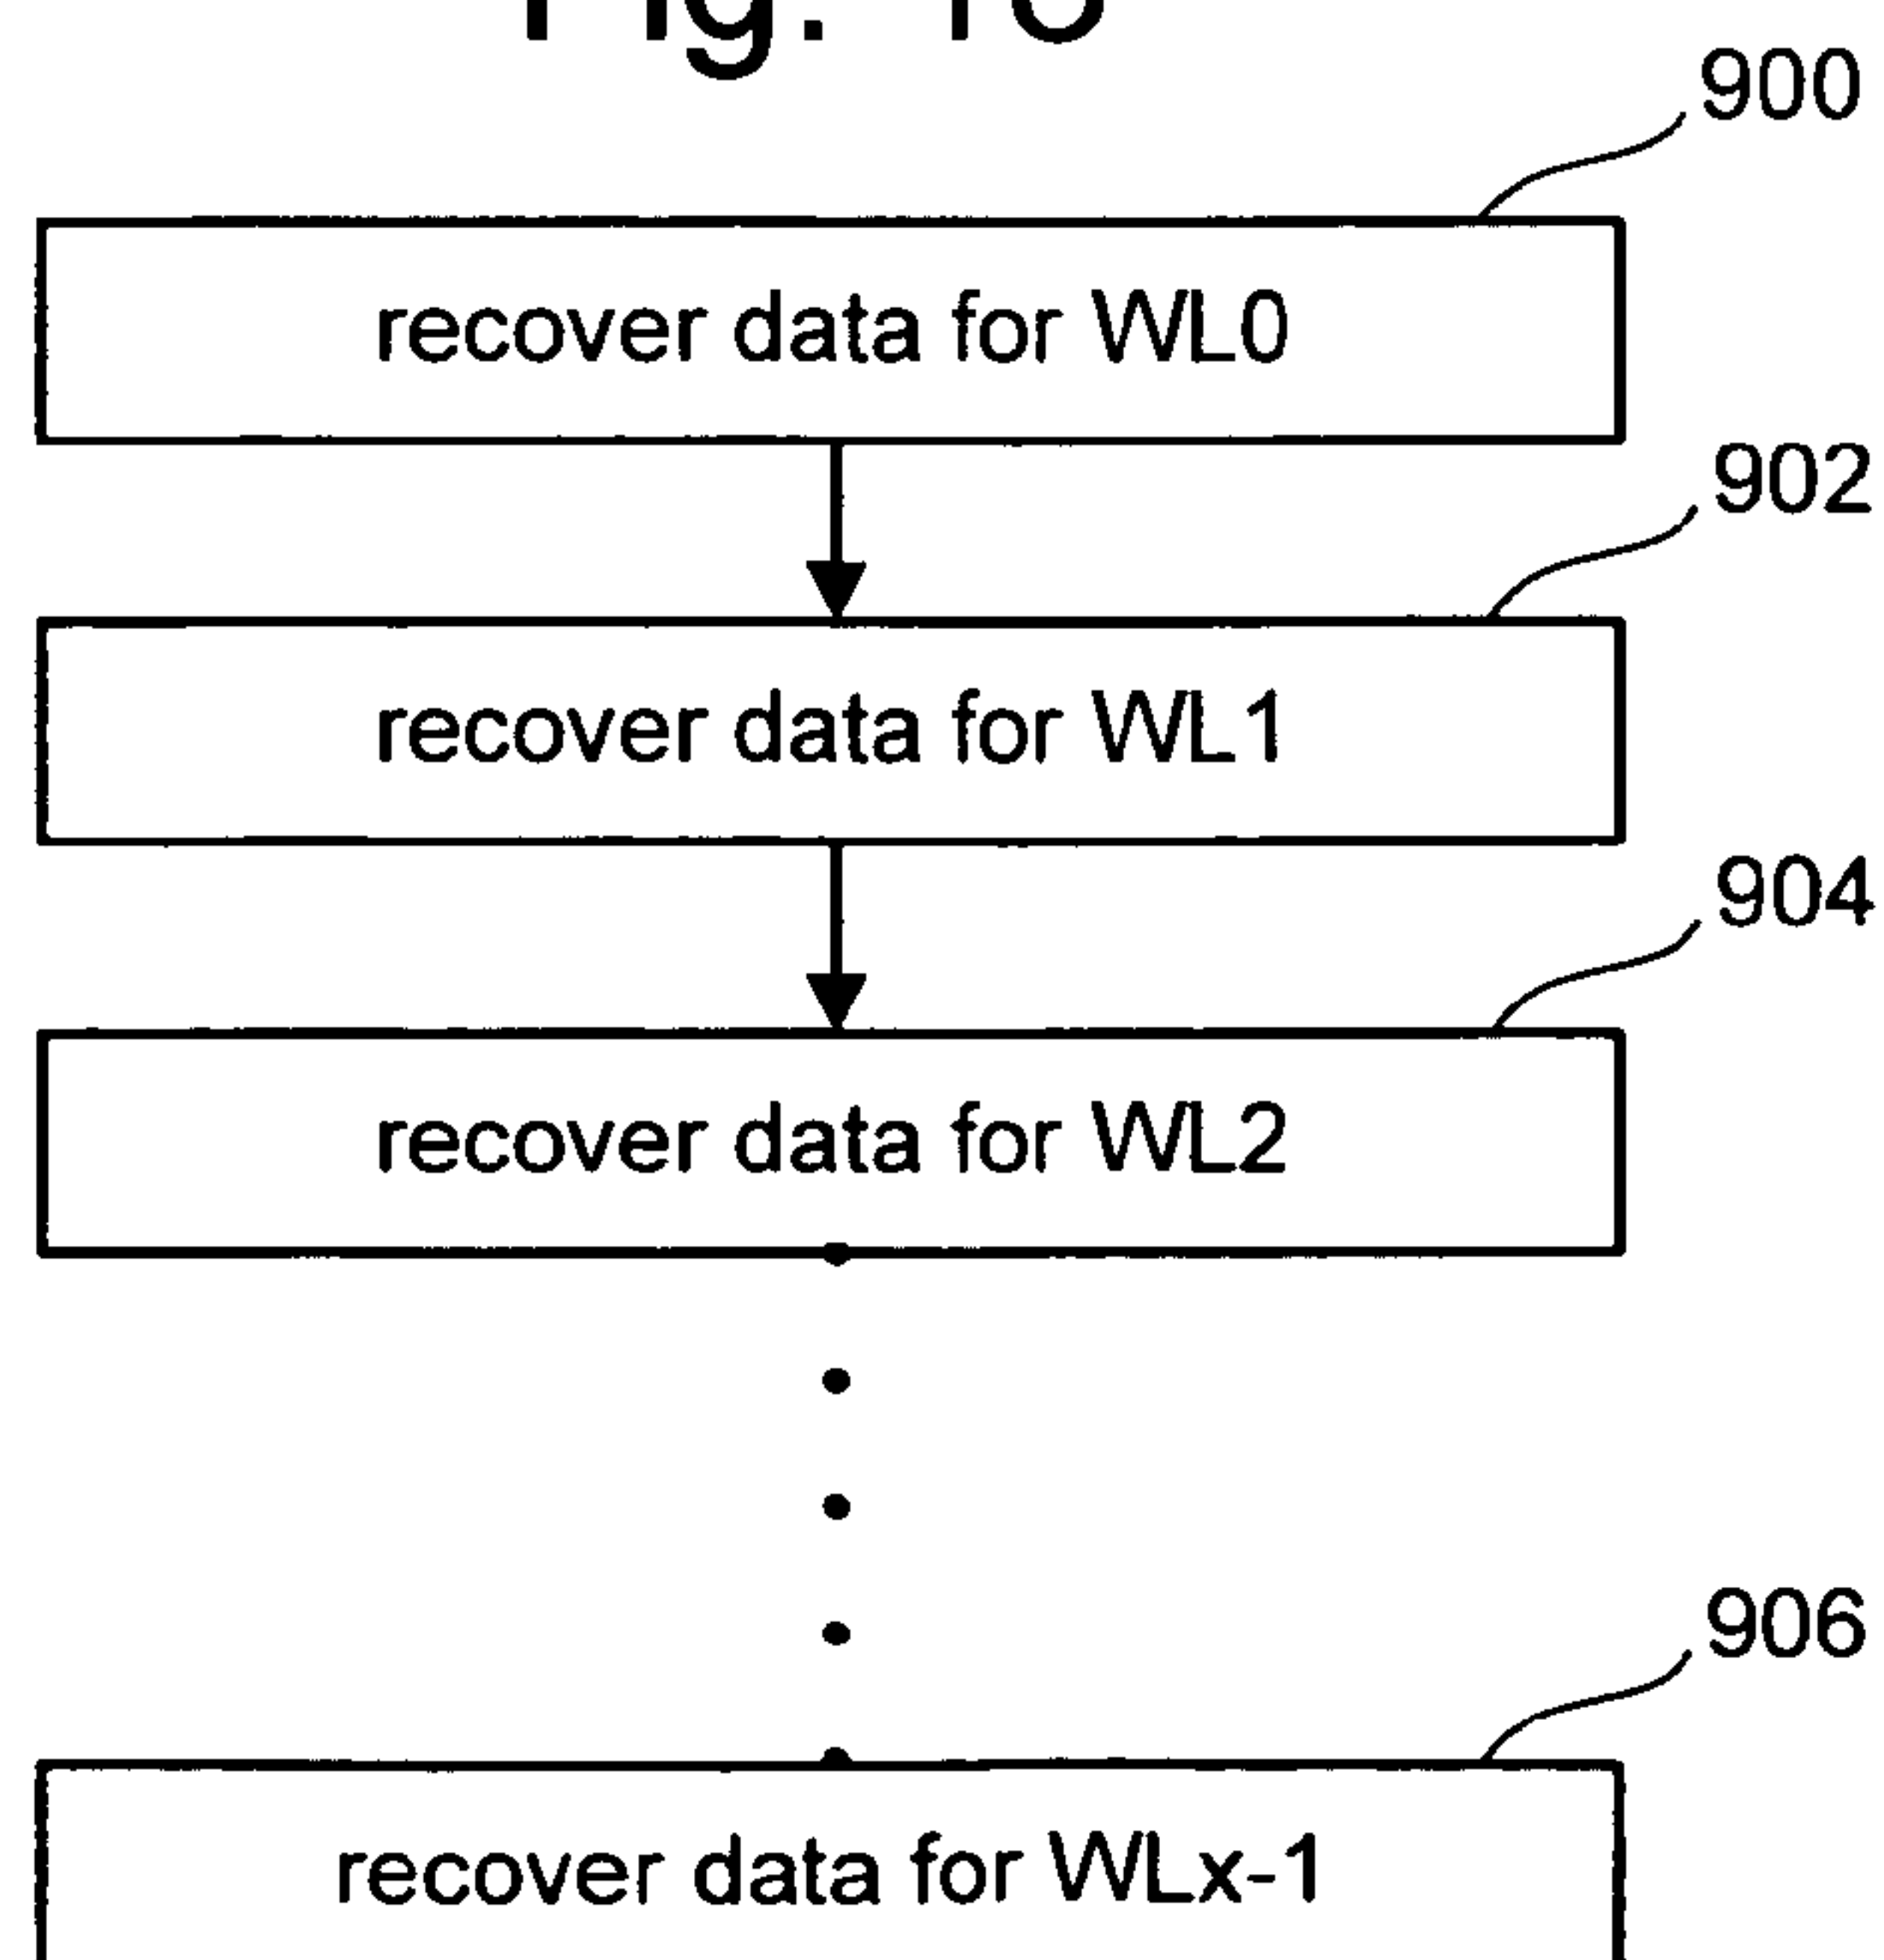 Fig.
900
recover data for WL0
902
recover data for WL1
904
recover data for WL2
906
recover data for WLx-1